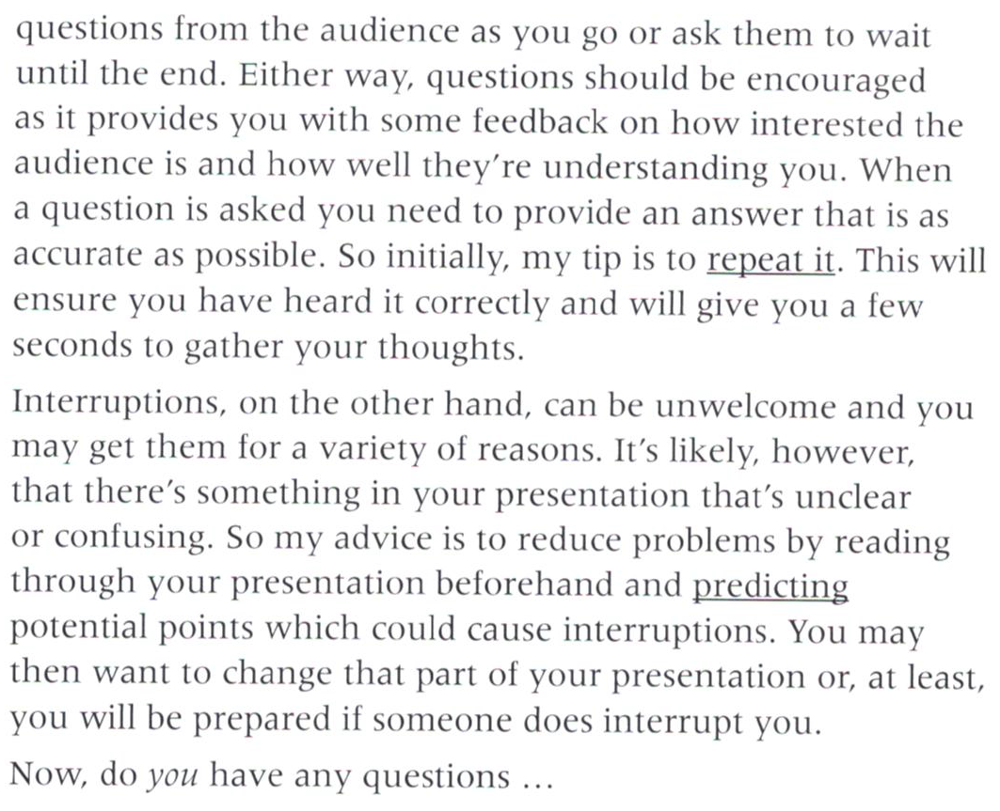 questions from the audience as you go or ask them to wait
until the end. Either way, questions should be encouraged
as it provides you with some feedback on how interested the
audience is and how well they're understanding you. When
a question is asked you need to provide an answer that is as
accurate as possible. So initially, my tip is to repeat it. This will
ensure you have heard it correctly and will give you a few
seconds to gather your thoughts.
Interruptions, on the other hand, can be unwelcome and you
may get them for a variety of reasons. It's likely, however,
that there's something in your presentation that's unclear
or confusing. So my advice is to reduce problems by reading
through your presentation beforehand and predicting
potential points which could cause interruptions. You may
then want to change that part of your presentation or, at least,
you will be prepared if someone does interrupt you.
Now, do you have any questions ...